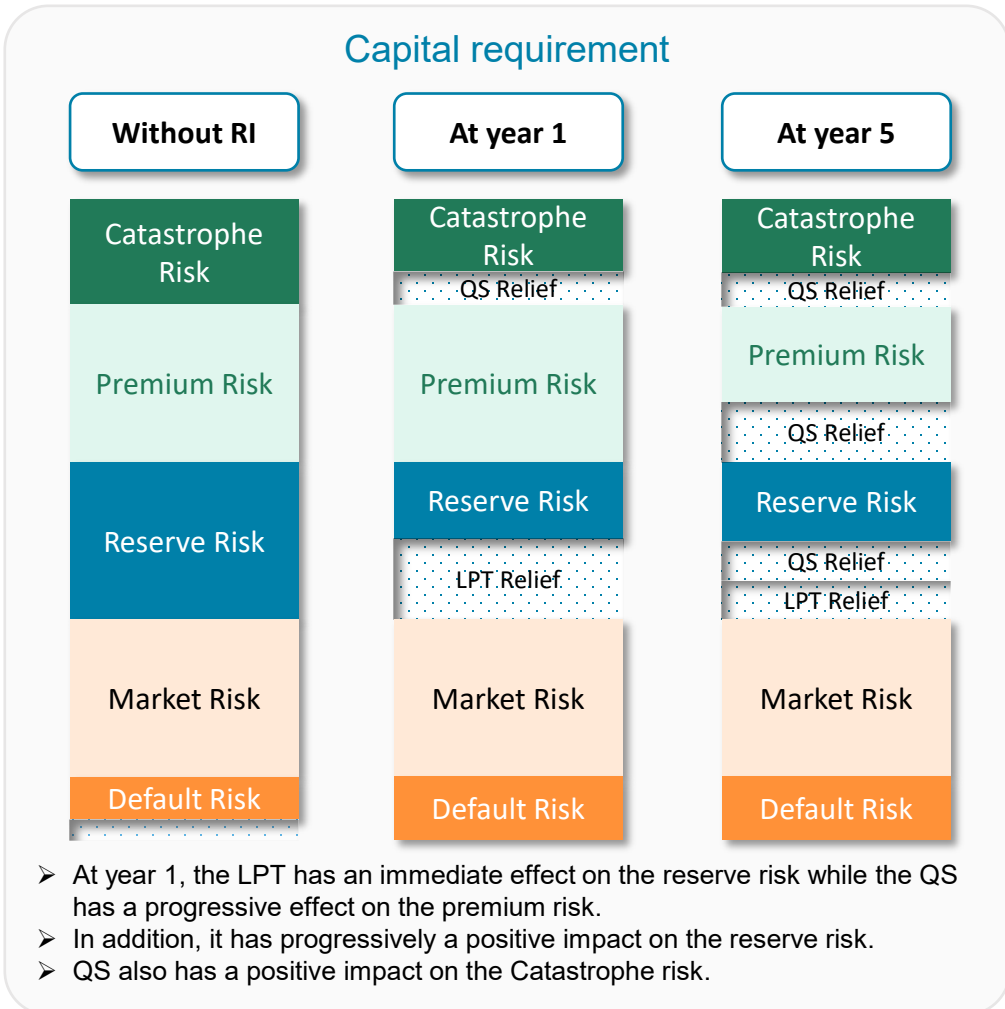 Capital requirement
Without RI
At year 1
At year 5
Catastrophe
Risk
Premium Risk
Reserve Risk
Market Risk
Default Risk
Catastrophe
Risk
QS Relief
Premium Risk
Reserve Risk
LPT Relief
Market Risk
Default Risk
Catastrophe
Risk
QS Relief
Premium Risk
QS Relief
Reserve Risk
QS Relief
LPT Relief
Market Risk
Default Risk
➢ At year 1, the LPT has an immediate effect on the reserve risk while the QS
has a progressive effect on the premium risk.
➢ In addition, it has progressively a positive impact on the reserve risk.
➢ QS also has a positive impact on the Catastrophe risk.